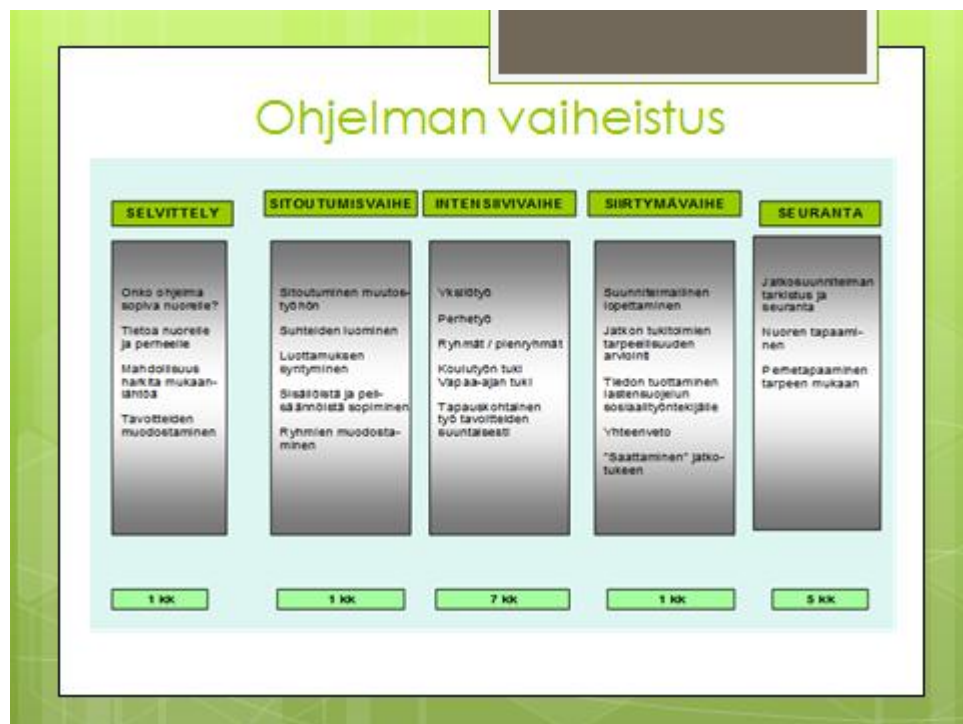 Ohjelman vaiheistus
SELVITTELY
Onko ohjelma
sopiva nuorelle?
Tietoa nuorelle
ja perheelle
Mahdollisuus
harkita mukaan-
lähtöä
Tavoitteiden
muodostaminen
1 kk
SITOUTUMISVAIHE
Sitoutuminen muutos-
työhön
Suhteiden luominen
Luottamuksen
syntyminen
Sisällöistä ja peli-
säännöistä sopiminen
Ryhmien muodosta-
minen
1 kk
INTENSIIVIVAIHE
Yksilötyö
Perhetyö
Ryhmät / pienryhmät
Koulutyön tuki
Vapaa-ajan tuki
Tapauskohtainen
työ tavoitteiden
suuntaisesti
7 kk
SIIRTYMÄVAIHE
Suunnitelmallinen
lopettaminen
Jatkon tukitoimien
tarpeellisuuden
arviointi
Tiedon tuottaminen
lastensuojelun
sosiaalityöntekijälle
Yhteenveto
"Saattaminen" jatko-
tukeen
1 kk
SEURANTA
Jatkosuunnitelman
tarkistus ja
seuranta
Nuoren tapaami-
nen
Perhetapaaminen
tarpeen mukaan
5 kk